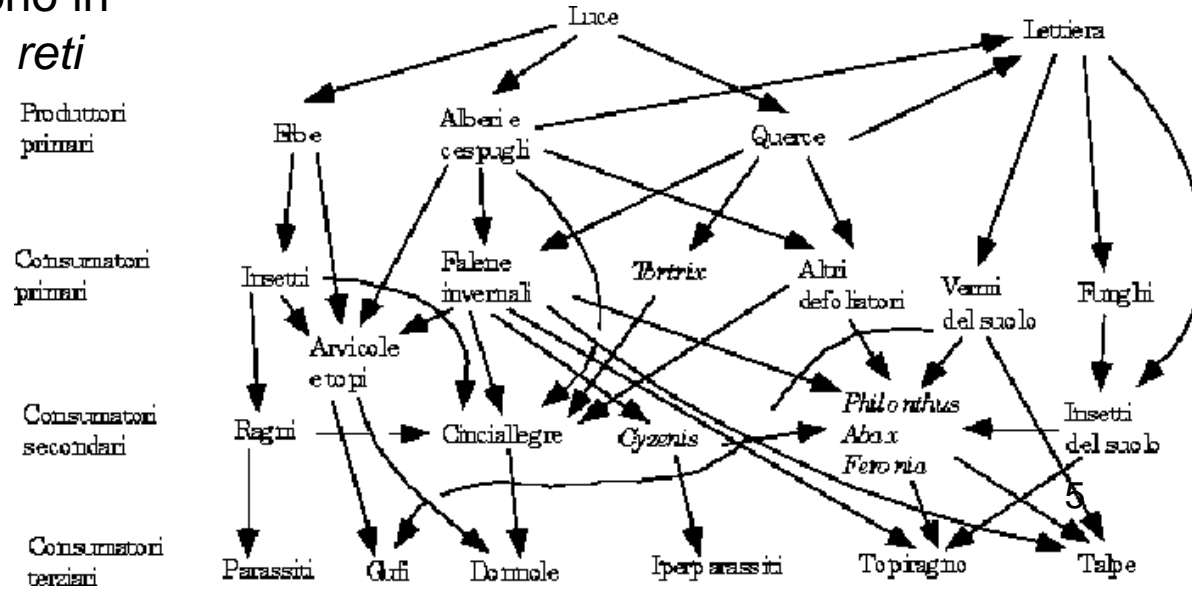 ono in
reti
Luce
Lettiera
Produttori
primari
Erbe
Alberi e
cespugli
Querce
Consumatori
primari
Insetti
Falene
invernali
Tortrix
Altri
defoliatori
Vermi
del suolo
Funghi
Arvicole
e topi
Consumatori
secondari
Ragni
Cinciallegre
Cyzenis
Philonthus
Abax
Feronia
Insetti
del suolo
5
Consumatori
terziari
Parassiti
Gufi
Donnole
Iperparassiti
Topiragno
Talpe